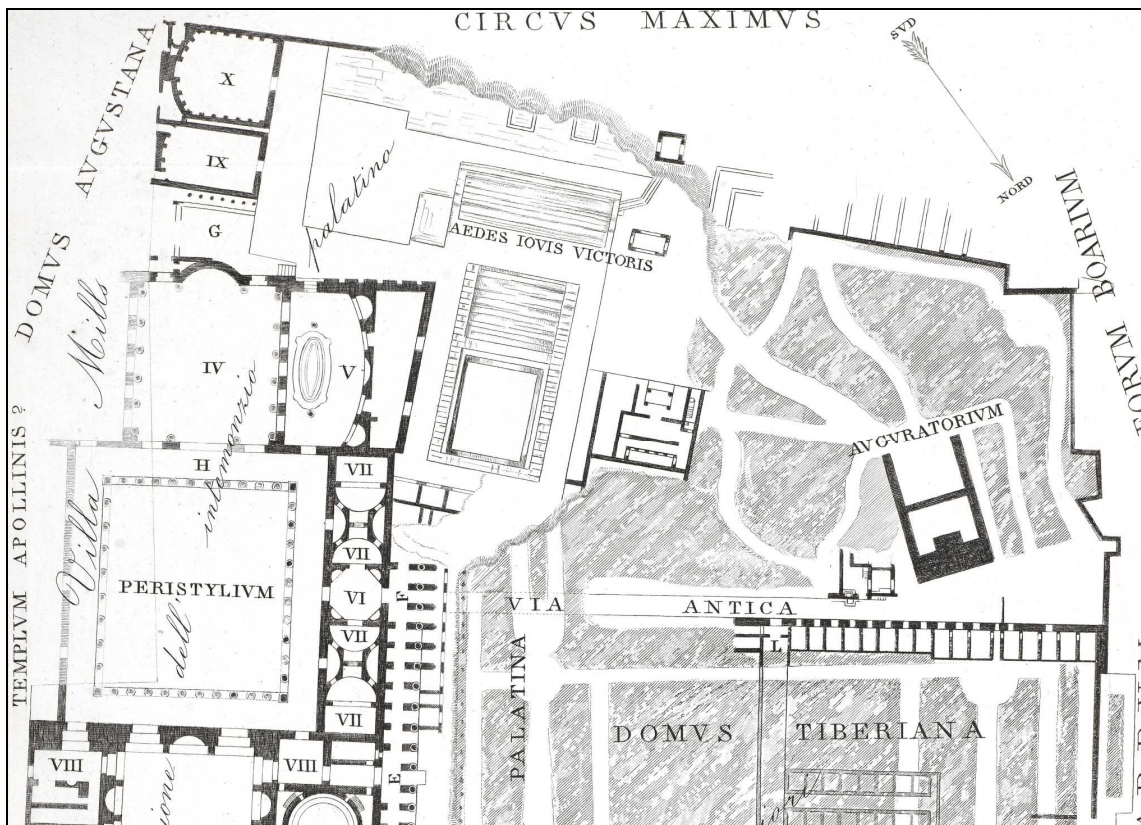 CIRCVS MAXIMVS
SVD
NORD
DOMVS AVGVSTANA
X
IX
G
palatino
AEDES IOVIS VICTORIS
FORVM BOARIVM
Villa Mills
IV
V
AVGVRATORIVM
TEMPLVM APOLLINIS ?
H
VII
dell' intemonzio
VII
PERISTYLIVM
VI
F
VIA ANTICA
VII
L
PALATINA
VII
DOMVS TIBERIANA
VIII
VIII
E